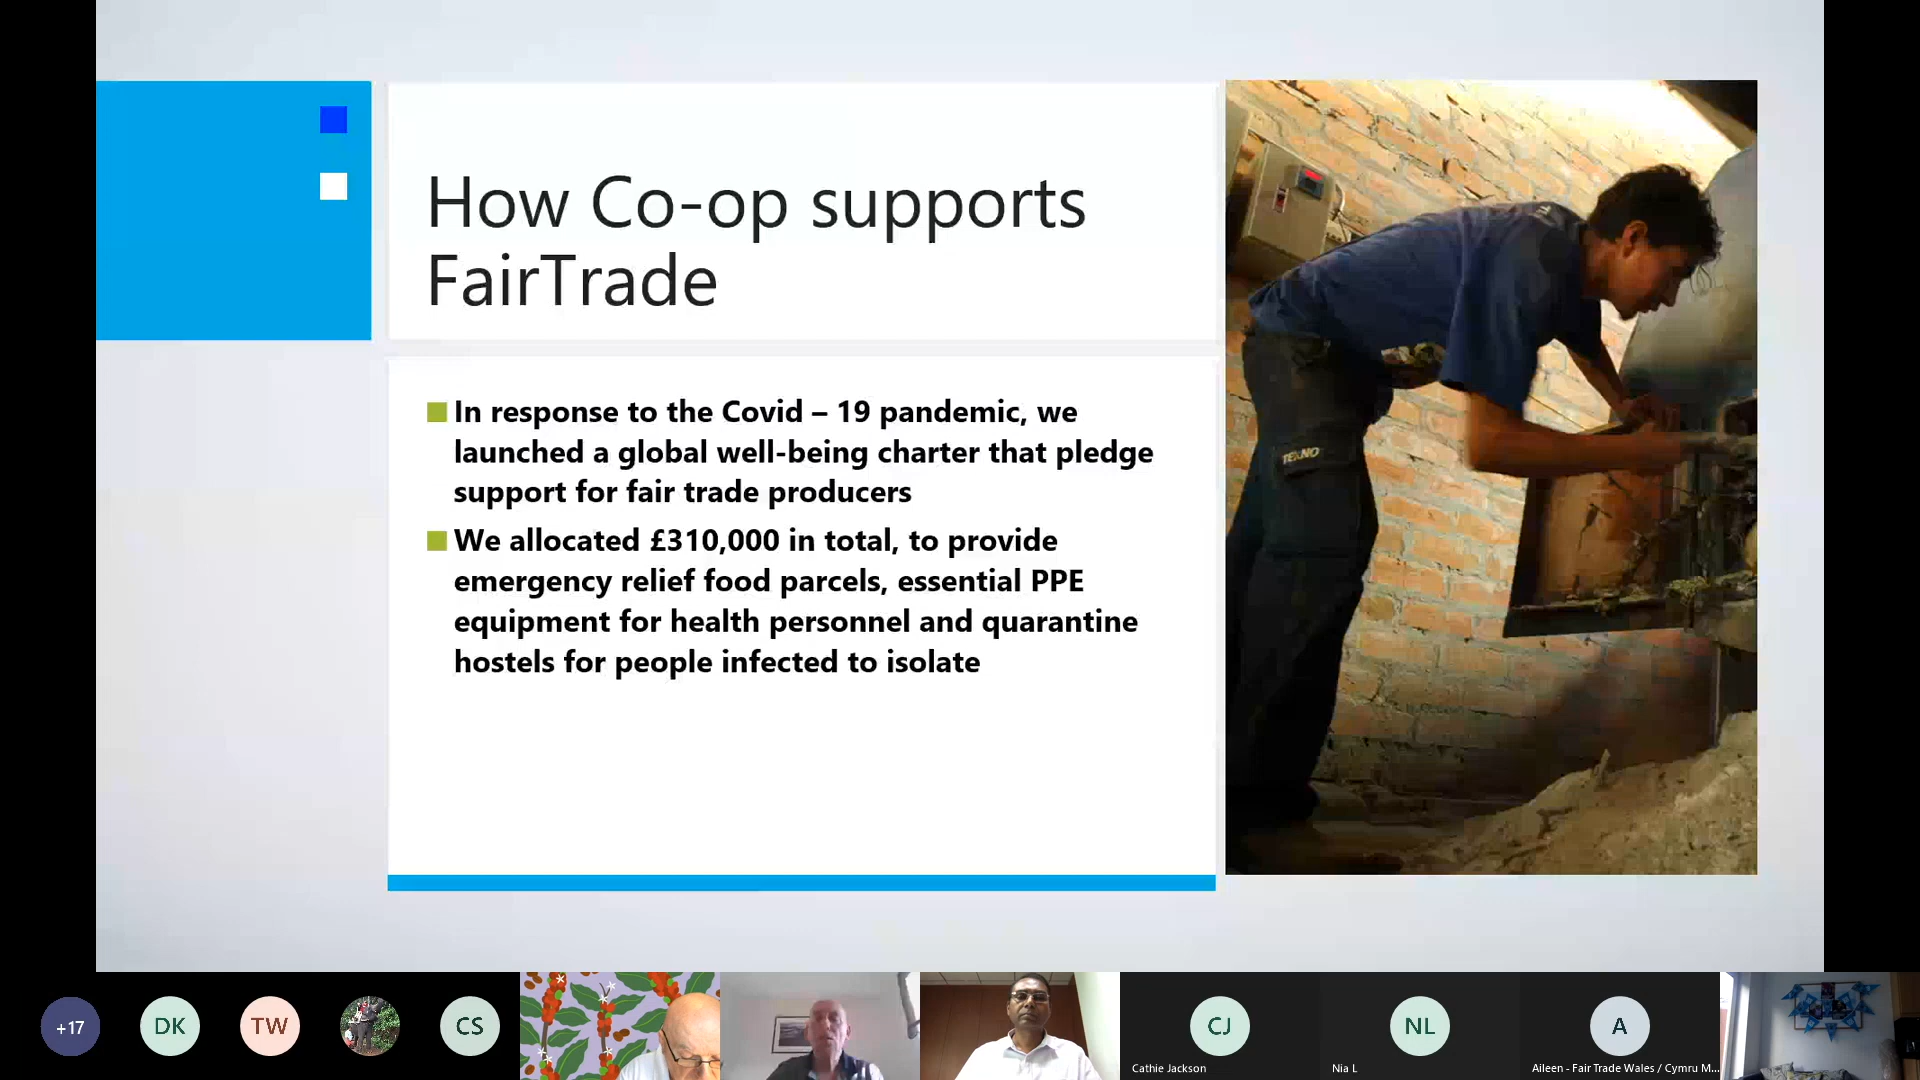 How Co-op supports
FairTrade
In response to the Covid – 19 pandemic, we
launched a global well-being charter that pledge
support for fair trade producers
We allocated £310,000 in total, to provide
emergency relief food parcels, essential PPE
equipment for health personnel and quarantine
hostels for people infected to isolate
TEKNO
+17
DK
TW
CS
CJ
NL
A
Cathie Jackson
Nia L
Aileen - Fair Trade Wales / Cymru M...